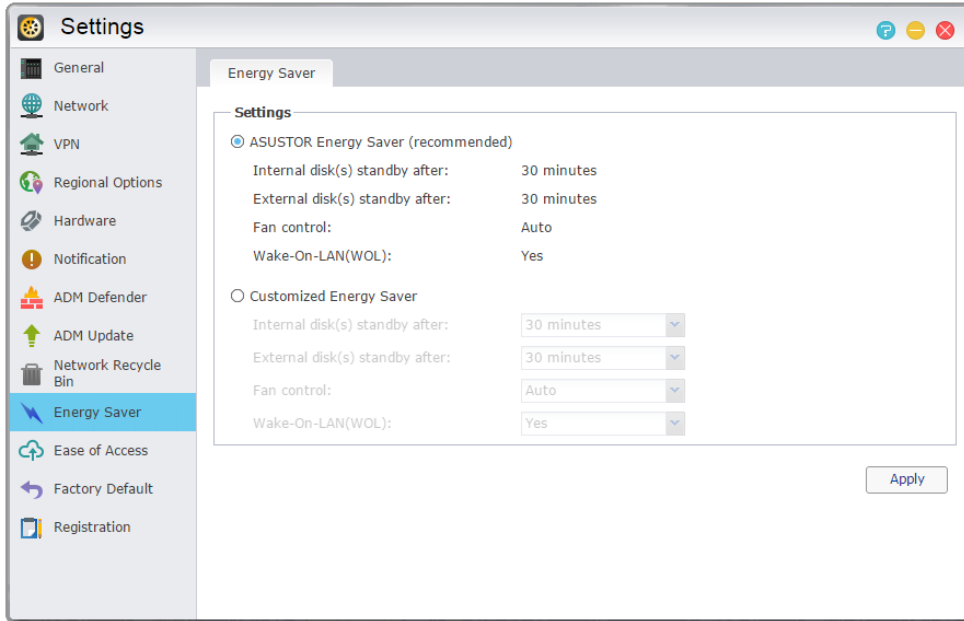 Settings
General
Network
VPN
Regional Options
Hardware
Notification
ADM Defender
ADM Update
Network Recycle
Bin
Energy Saver
Ease of Access
Factory Default
Registration
Energy Saver
Settings
ASUSTOR Energy Saver (recommended)
Internal disk(s) standby after: 30 minutes
External disk(s) standby after: 30 minutes
Fan control: Auto
Wake-On-LAN(WOL): Yes
Customized Energy Saver
Internal disk(s) standby after: 30 minutes
External disk(s) standby after: 30 minutes
Fan control: Auto
Wake-On-LAN(WOL): Yes
Apply